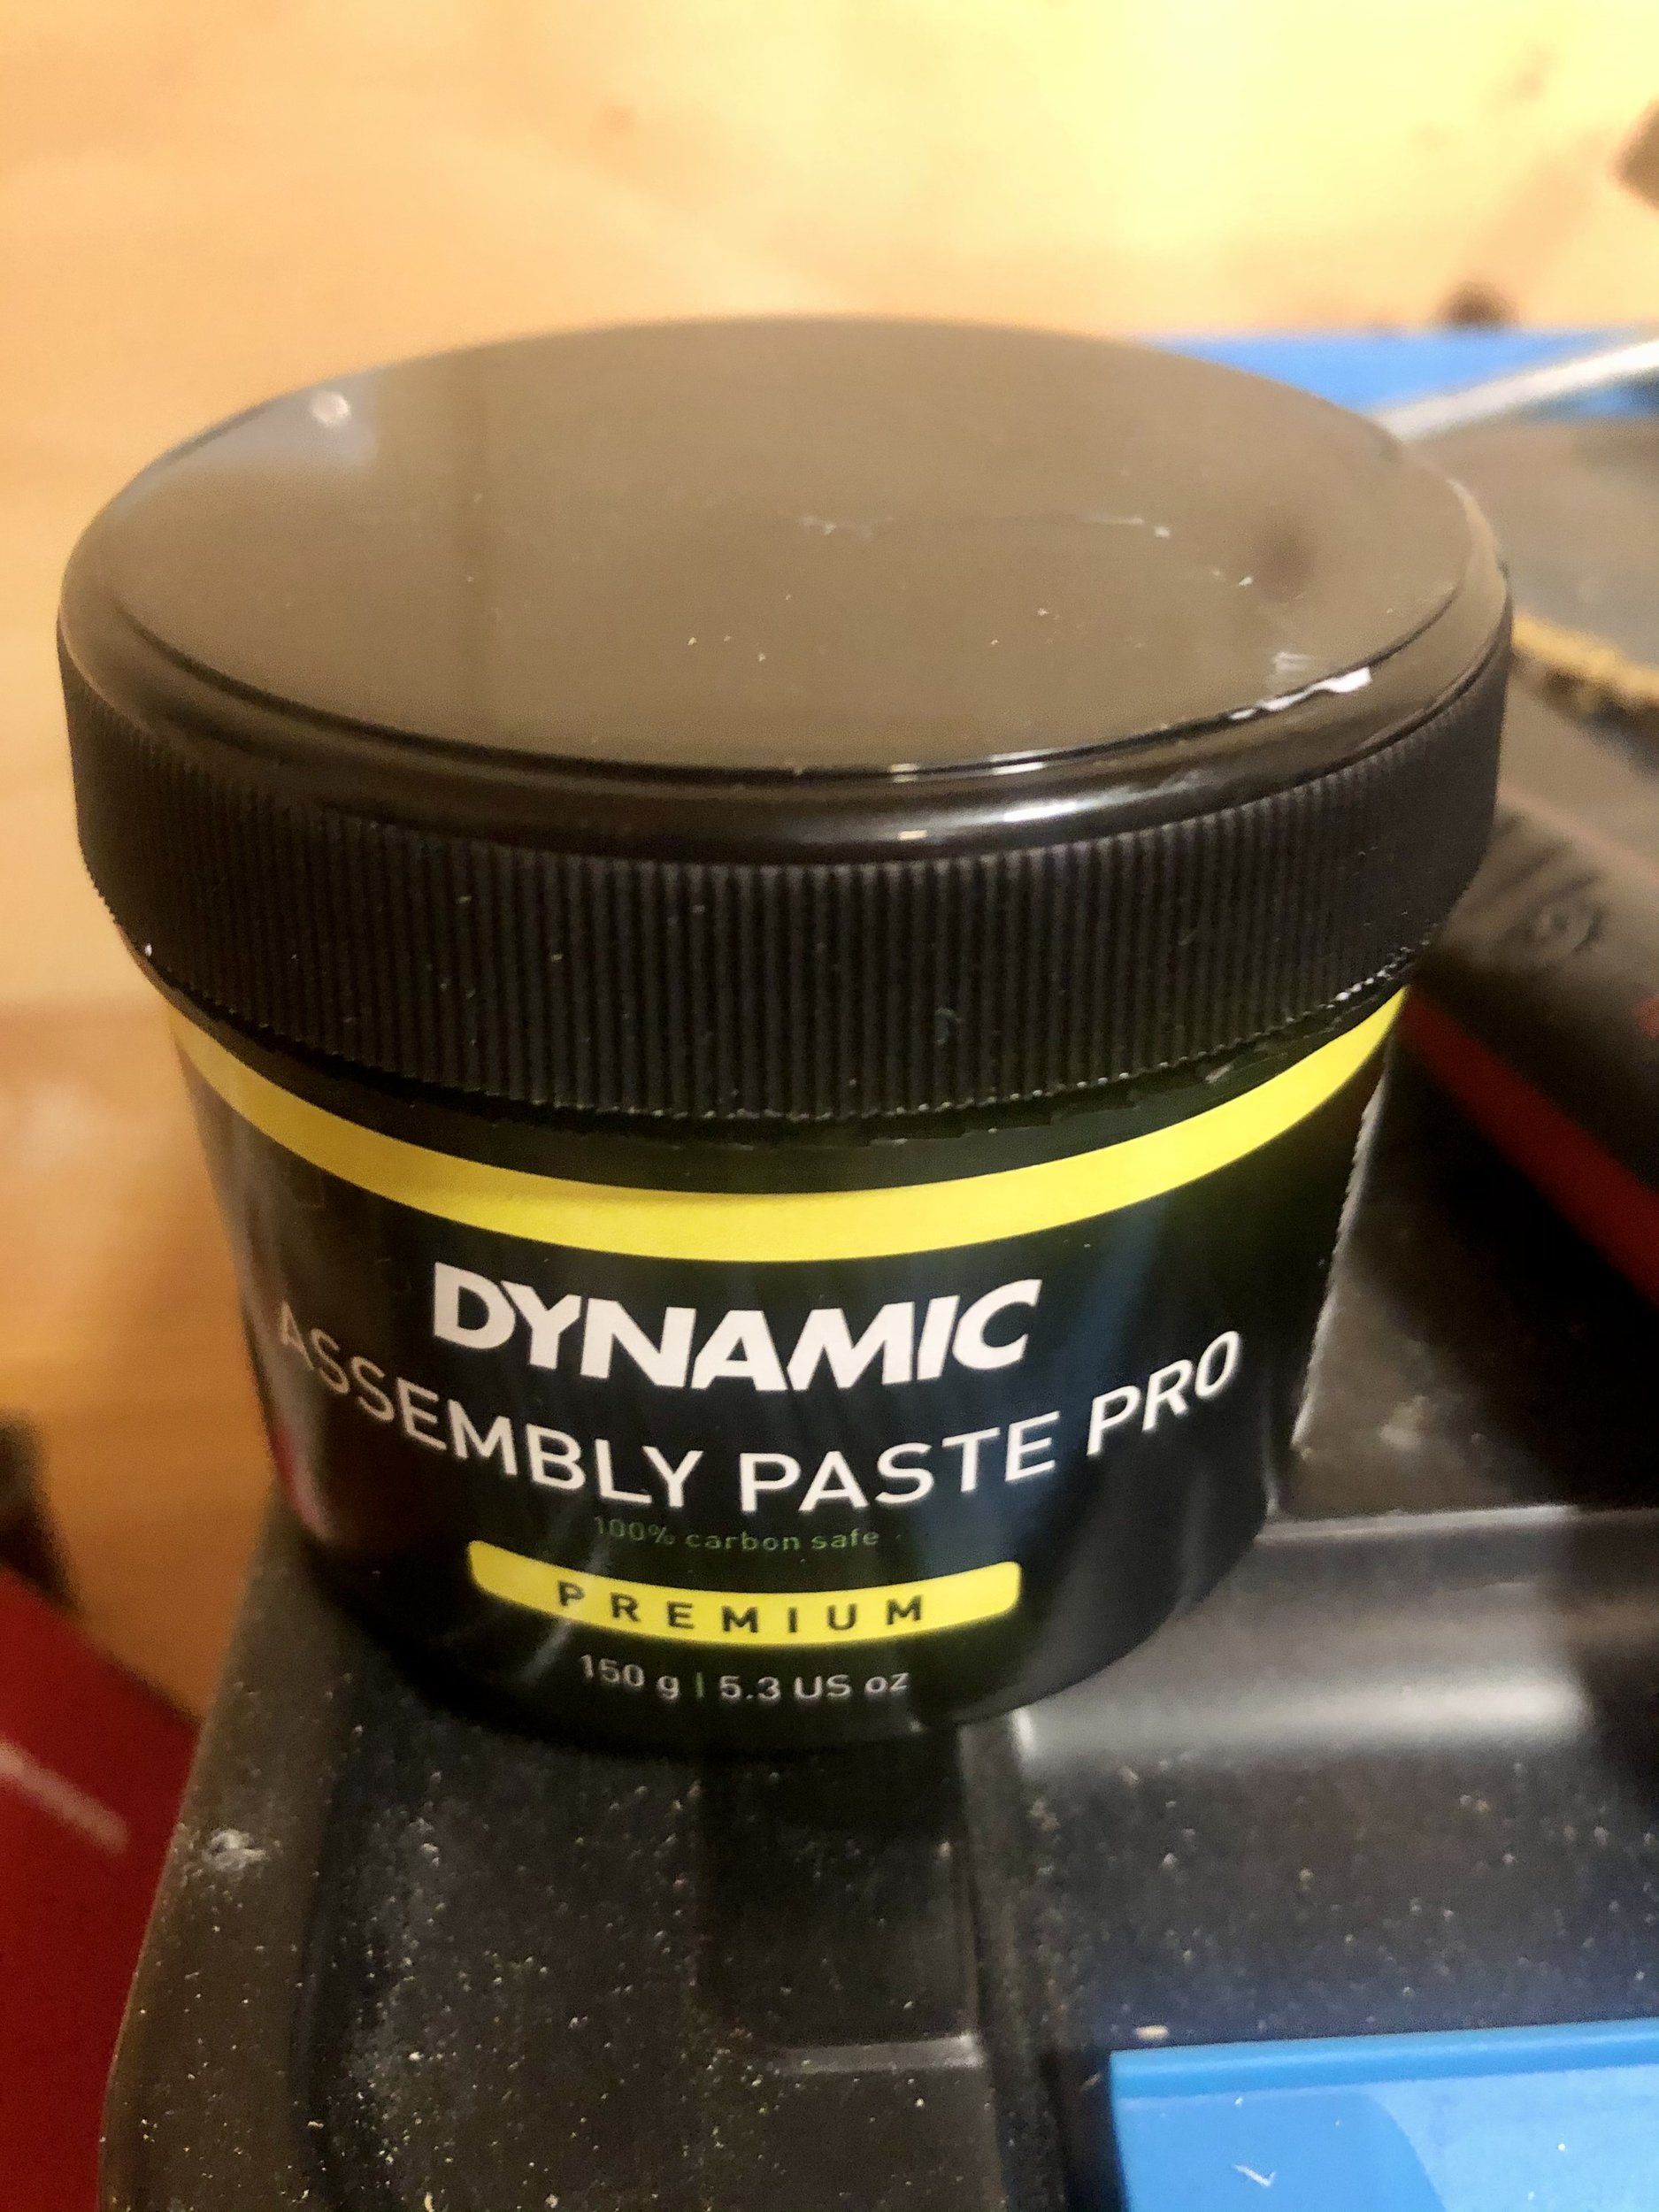 DYNAMIC
ASSEMBLY PASTE PRO
100% carbon safe
PREMIUM
150 g | 5.3 US oz